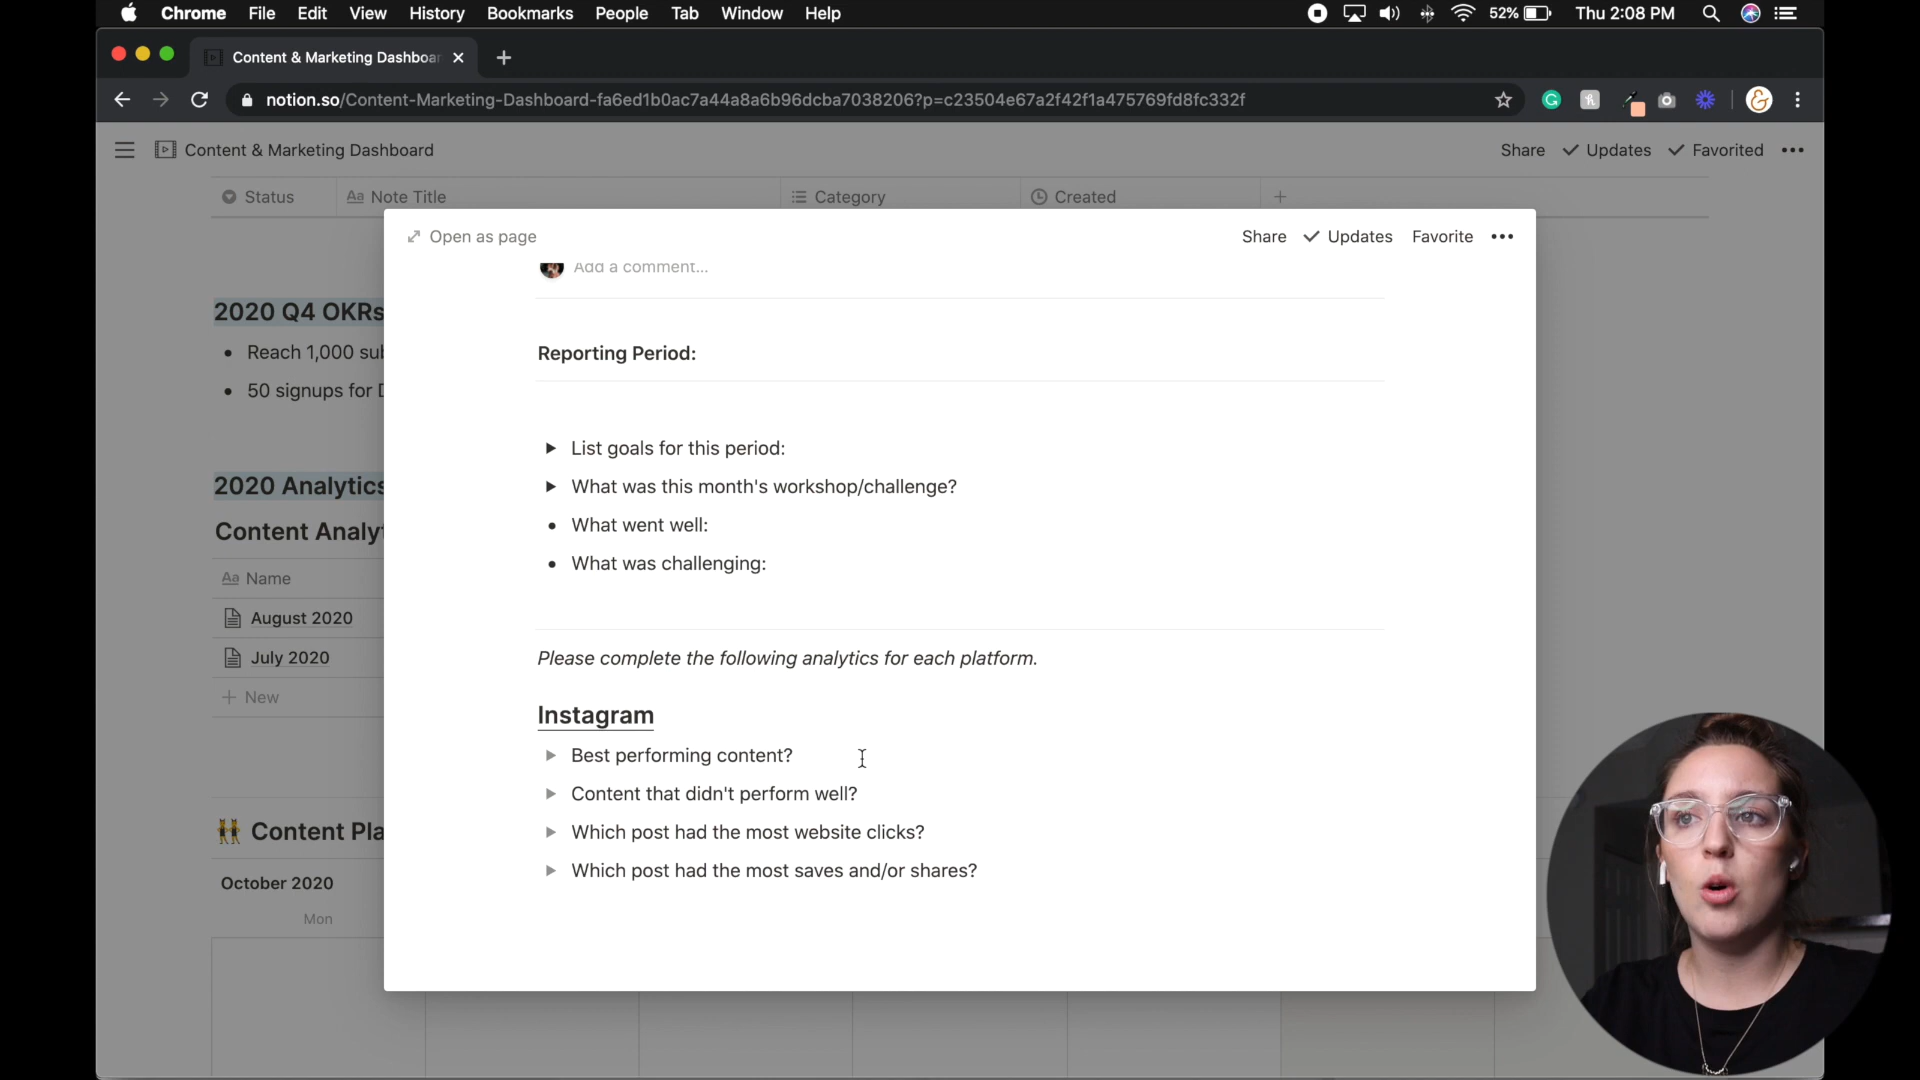 Chrome File Edit View History Bookmarks People Tab Window Help 52% Thu 2:08 PM
Content & Marketing Dashboar
notion.so/Content-Marketing-Dashboard-fa6ed1b0ac7a44a8a6b96dcba7038206?p=c23504e67a2f42f1a475769fd8fc332f
Content & Marketing Dashboard Share Updates Favorited
Status Aa Note Title Category Created
Open as page Share Updates Favorite
Add a comment...
2020 Q4 OKRs
Reach 1,000 sub
50 signups for D
Reporting Period:
List goals for this period:
What was this month's workshop/challenge?
What went well:
What was challenging:
2020 Analytics
Content Analyt
Aa Name
August 2020
July 2020
New
Please complete the following analytics for each platform.
Instagram
Best performing content?
Content that didn't perform well?
Which post had the most website clicks?
Which post had the most saves and/or shares?
Content Pla
October 2020
Mon